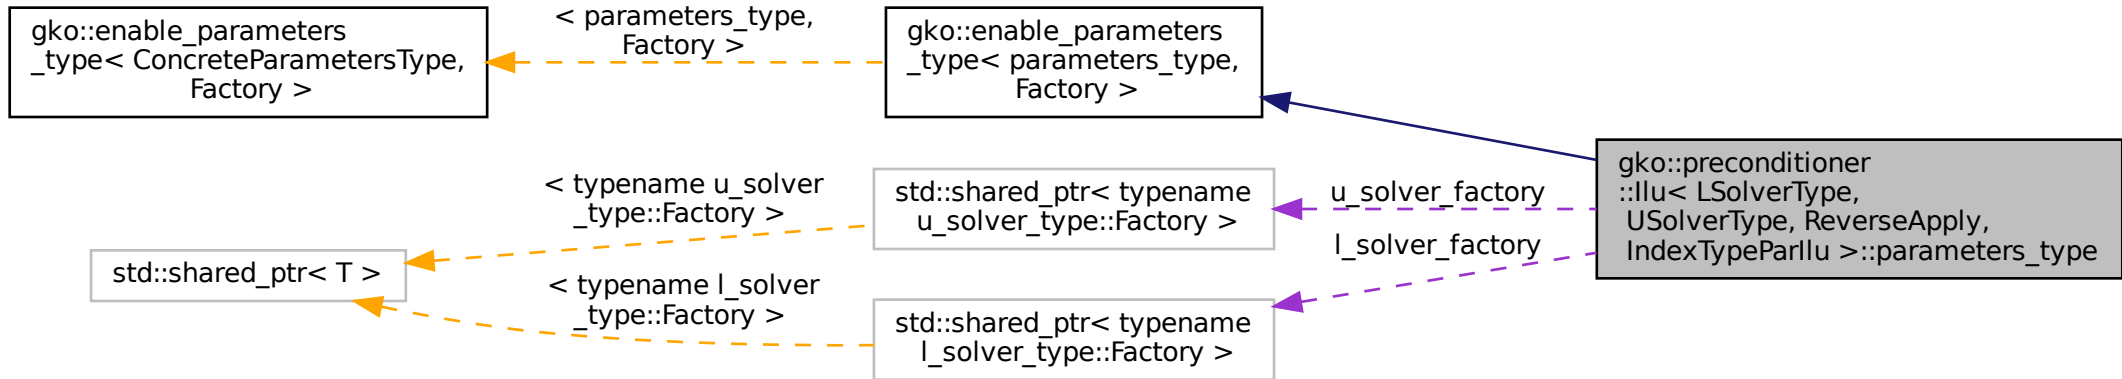 gko::enable_parameters
_type< ConcreteParametersType,
Factory >
< parameters_type,
Factory >
gko::enable_parameters
_type< parameters_type,
Factory >
gko::preconditioner
::Ilu< LSolverType,
USolverType, ReverseApply,
IndexTypeParIlu >::parameters_type
std::shared_ptr< T >
< typename u_solver
_type::Factory >
std::shared_ptr< typename
u_solver_type::Factory >
u_solver_factory
< typename l_solver
_type::Factory >
std::shared_ptr< typename
l_solver_type::Factory >
l_solver_factory